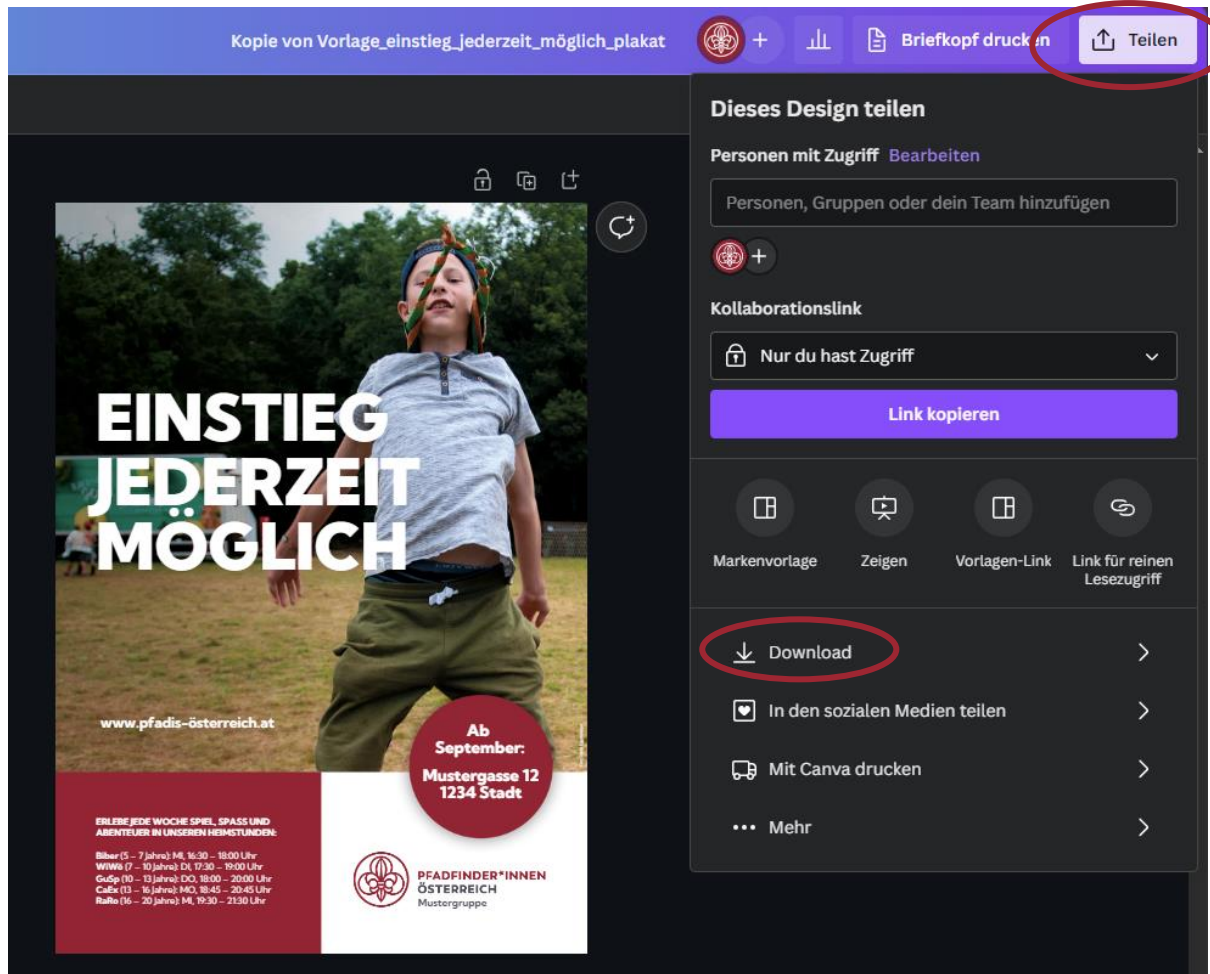 Kopie von Vorlage_einstieg_jederzeit_möglich_plakat
Briefkopf drucken
Teilen
Dieses Design teilen
Personen mit Zugriff Bearbeiten
Personen, Gruppen oder dein Team hinzufügen
Kollaborationslink
Nur du hast Zugriff
Link kopieren
Markenvorlage
Zeigen
Vorlagen-Link
Link für reinen
Lesezugriff
Download
In den sozialen Medien teilen
Mit Canva drucken
Mehr
EINSTIEG
JEDERZEIT
MÖGLICH
www.pfadis-österreich.at
Ab
September:
Mustergasse 12
1234 Stadt
ERLEBE JEDE WOCHE SPIEL, SPASS UND
ABENTEUER IN UNSEREN HEIMSTUNDEN:
Biber (5 – 7 Jahre): MI, 16:30 – 18:00 Uhr
WiWö (7 – 10 Jahre): DI, 17:30 – 19:00 Uhr
GuSp (10 – 13 Jahre): DO, 18:00 – 20:00 Uhr
CaEx (13 – 16 Jahre): MO, 18:45 – 20:45 Uhr
RaRo (16 – 20 Jahre): MI, 19:30 – 21:30 Uhr
PFADFINDER*INNEN
ÖSTERREICH
Mustergruppe